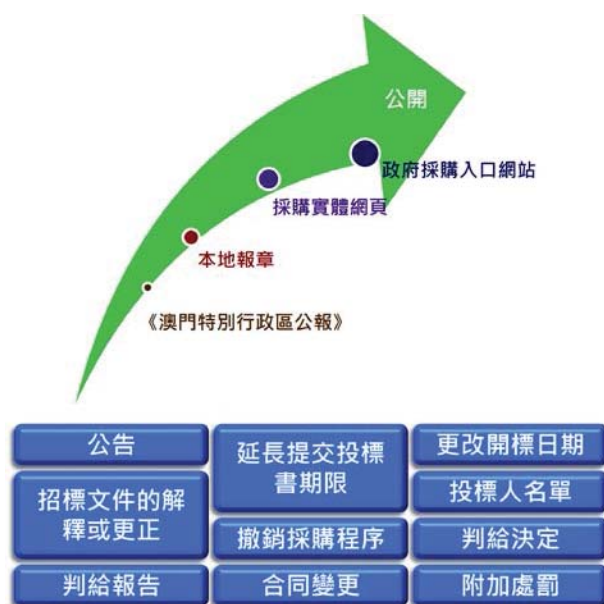 公開
政府採購入口網站
採購實體網頁
本地報章
《澳門特別行政區公報》
公告
延長提交投標
書期限
更改開標日期
招標文件的解
釋或更正
投標人名單
撤銷採購程序
判給決定
判給報告
合同變更
附加處罰